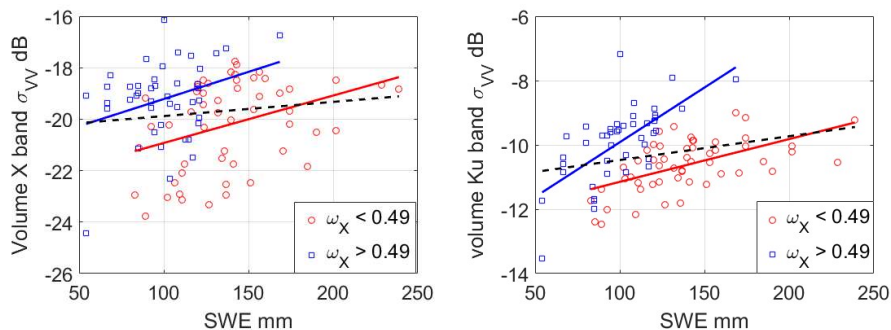 Volume X band σVV dB
-16
-18
-20
-22
-24
-26
50
100
150
200
250
SWE mm
ωX < 0.49
ωX > 0.49
volume Ku band σVV dB
-6
-8
-10
-12
-14
50
100
150
200
250
SWE mm
ωX < 0.49
ωX > 0.49